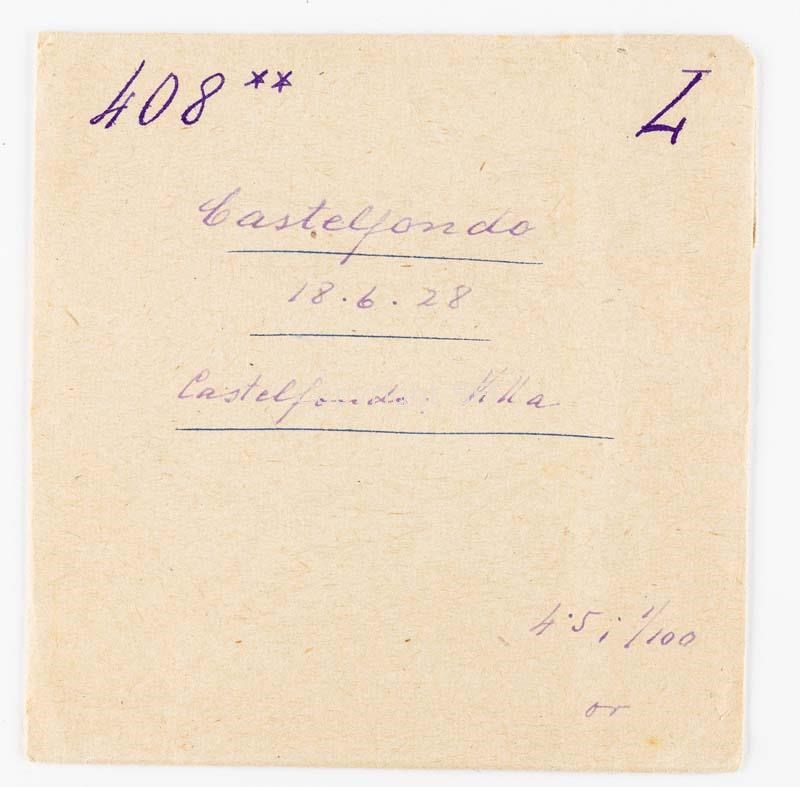 408 ** L
Castelfondo
18.6.28
Castelfondo: Villa
4·5; 1/100
or